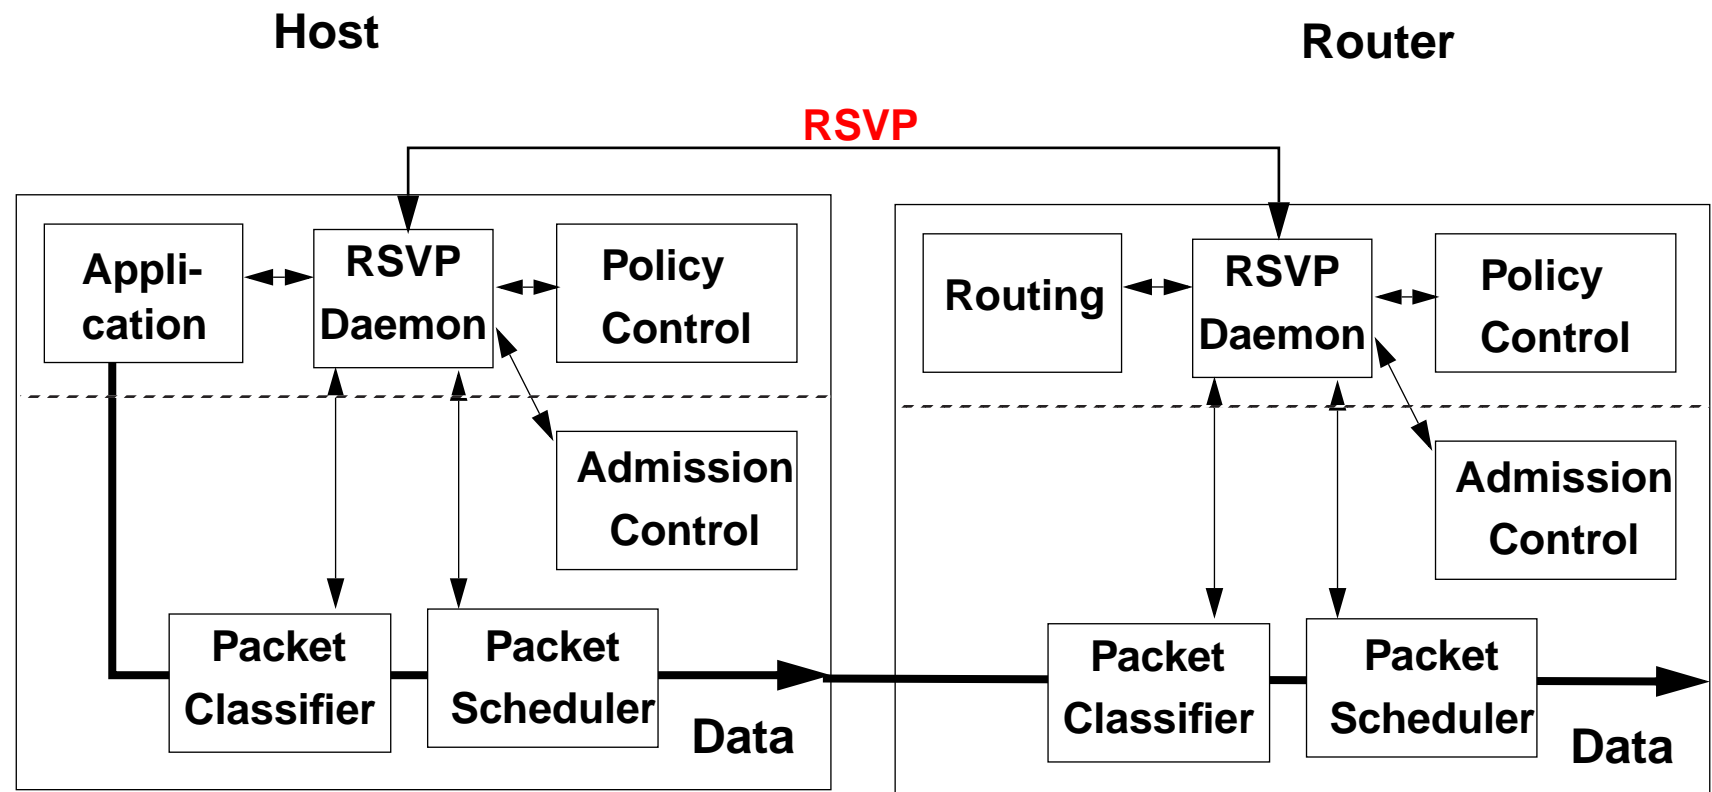 Host
Router
RSVP
Appli-
cation
RSVP
Daemon
Policy
Control
Admission
Control
Packet
Classifier
Packet
Scheduler
Data
Routing
RSVP
Daemon
Policy
Control
Admission
Control
Packet
Classifier
Packet
Scheduler
Data